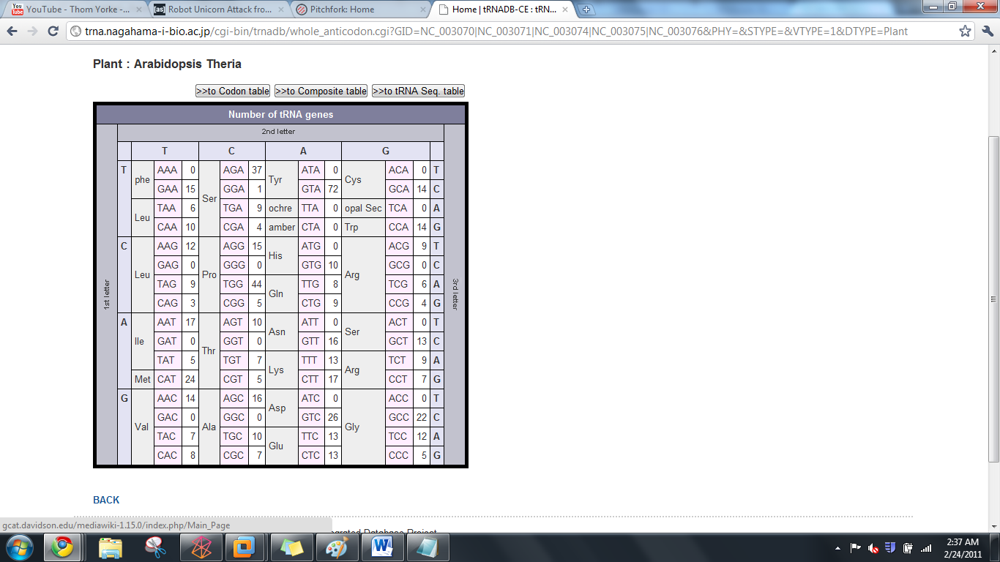 YouTube - Thom Yorke -... Robot Unicorn Attack fro... Pitchfork: Home Home | tRNADB-CE : tRN...
trna.nagahama-i-bio.ac.jp/cgi-bin/trnadb/whole_anticodon.cgi?GID=NC_003070|NC_003071|NC_003074|NC_003075|NC_003076&PHY=&STYPE=&VTYPE=1&DTYPE=Plant
Plant : Arabidopsis Theria
>>to Codon table >>to Composite table >>to tRNA Seq. table
Number of tRNA genes
2nd letter
T C A G
1st letter
3rd letter
T phe AAA 0 Ser AGA 37 Tyr ATA 0 Cys ACA 0 T
GAA 15 GGA 1 GTA 72 GCA 14 C
Leu TAA 6 TGA 9 ochre TTA 0 opal Sec TCA 0 A
CAA 10 CGA 4 amber CTA 0 Trp CCA 14 G
C Leu AAG 12 Pro AGG 15 His ATG 0 Arg ACG 9 T
GAG 0 GGG 0 GTG 10 GCG 0 C
TAG 9 TGG 44 Gln TTG 8 TCG 6 A
CAG 3 CGG 5 CTG 9 CCG 4 G
A Ile AAT 17 Thr AGT 10 Asn ATT 0 Ser ACT 0 T
GAT 0 GGT 0 GTT 16 GCT 13 C
TAT 5 TGT 7 Lys TTT 13 Arg TCT 9 A
Met CAT 24 CGT 5 CTT 17 CCT 7 G
G Val AAC 14 Ala AGC 16 Asp ATC 0 Gly ACC 0 T
GAC 0 GGC 0 GTC 26 GCC 22 C
TAC 7 TGC 10 Glu TTC 13 TCC 12 A
CAC 8 CGC 7 CTC 13 CCC 5 G
BACK
gcat.davidson.edu/mediawiki-1.15.0/index.php/Main_Page
Database Project
2:37 AM
2/24/2011